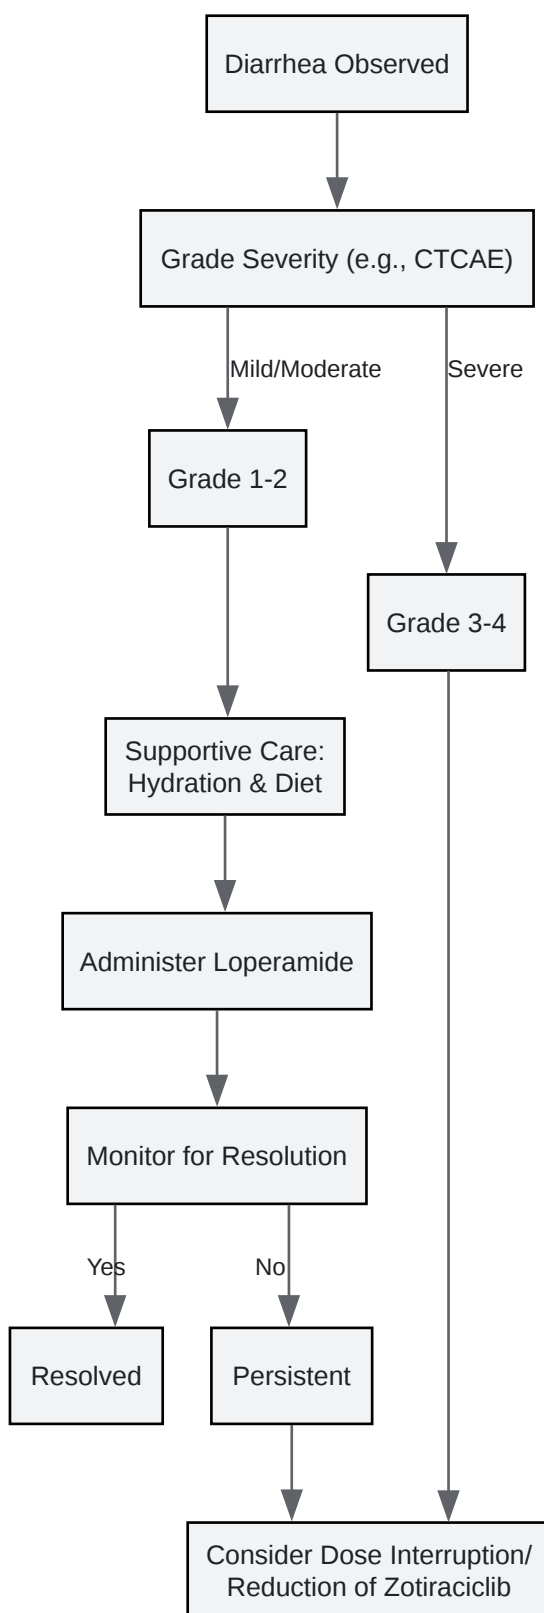 Diarrhea Observed
Grade Severity (e.g., CTCAE)
Mild/Moderate
Severe
Grade 1-2
Grade 3-4
Supportive Care:
Hydration & Diet
Administer Loperamide
Monitor for Resolution
Yes
No
Resolved
Persistent
Consider Dose Interruption/
Reduction of Zotiraciclib